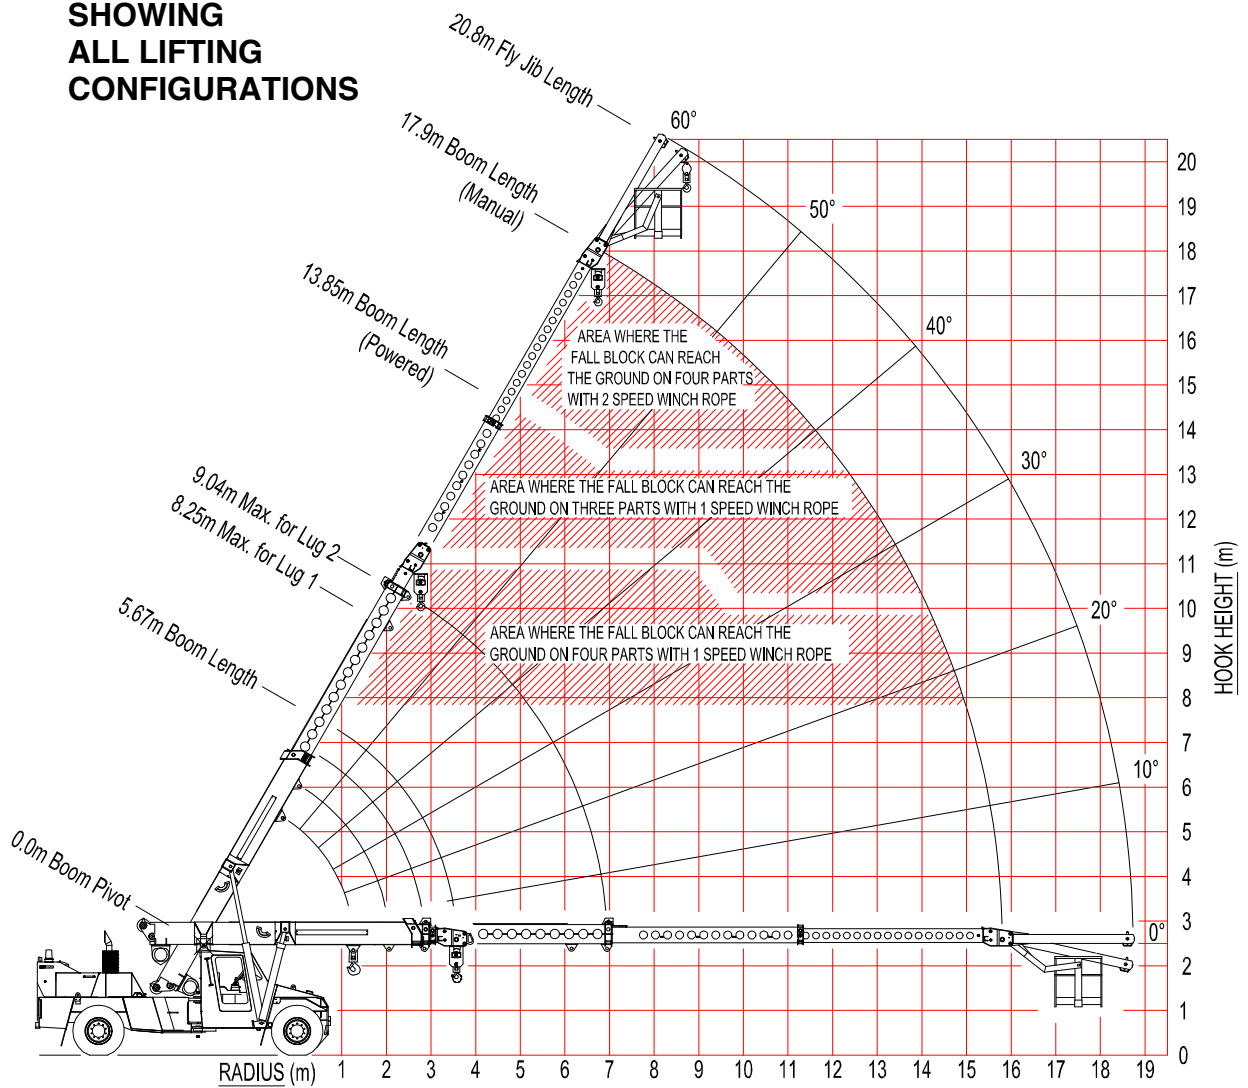 SHOWING
ALL LIFTING
CONFIGURATIONS
20.8m Fly Jib Length
17.9m Boom Length
(Manual)
13.85m Boom Length
(Powered)
9.04m Max. for Lug 2
8.25m Max. for Lug 1
5.67m Boom Length
0.0m Boom Pivot
60°
50°
40°
30°
20°
10°
0°
AREA WHERE THE
FALL BLOCK CAN REACH
THE GROUND ON FOUR PARTS
WITH 2 SPEED WINCH ROPE
AREA WHERE THE FALL BLOCK CAN REACH THE
GROUND ON THREE PARTS WITH 1 SPEED WINCH ROPE
AREA WHERE THE FALL BLOCK CAN REACH THE
GROUND ON FOUR PARTS WITH 1 SPEED WINCH ROPE
20
19
18
17
16
15
14
13
12
11
10
9
8
7
6
5
4
3
2
1
0
HOOK HEIGHT (m)
RADIUS (m)
1 2 3 4 5 6 7 8 9 10 11 12 13 14 15 16 17 18 19